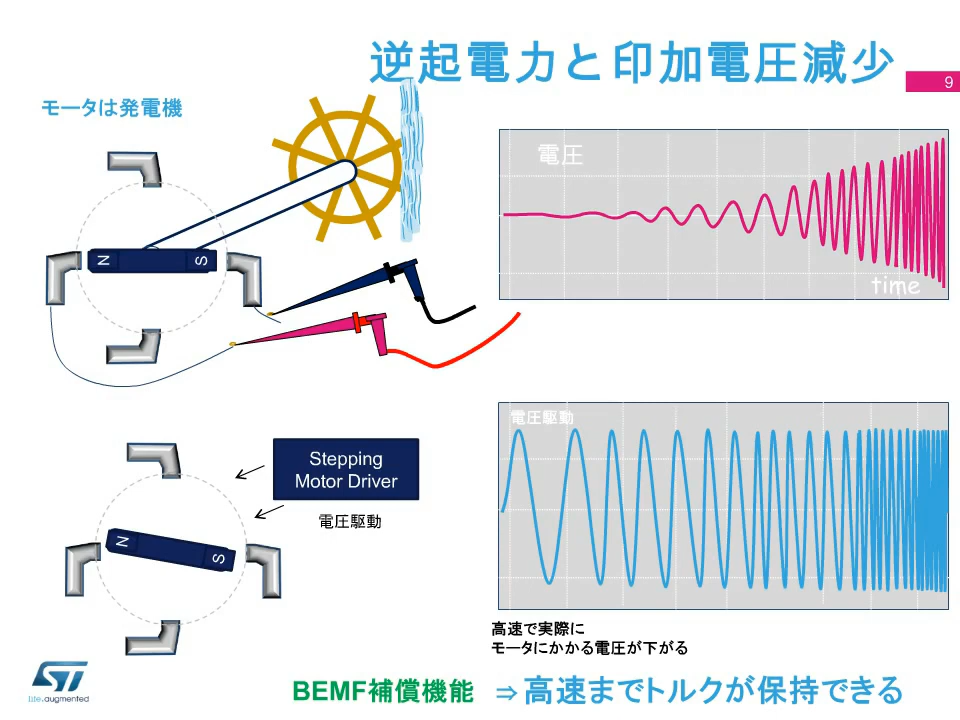 逆起電力と印加電圧減少
9
モータは発電機
電圧
time
N
S
電圧駆動
Stepping
Motor Driver
電圧駆動
N
S
高速で実際に
モータにかかる電圧が下がる
life.augmented
BEMF補償機能 ⇒高速までトルクが保持できる